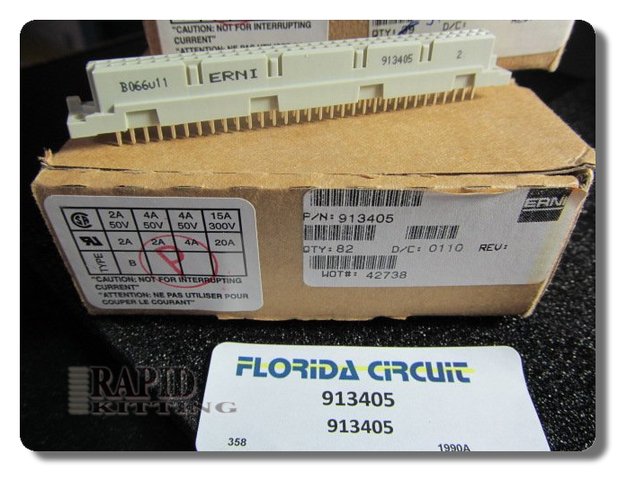 CAUTION: NOT FOR INTERRUPTING
CURRENT"
"ATTENTION: NE PAS
QTY:
D/C:
B066011
ERNI
913405
2
2A 4A 4A 15A
50V 50V 50V 300V
2A 2A 4A 20A
TYPE B
P
"CAUTION: NOT FOR INTERRUPTING
CURRENT"
"ATTENTION: NE PAS UTILISER POUR
COUPER LE COURANT"
ERNI
P/N: 913405
QTY: 82 D/C: 0110 REV:
WOT#: 42738
FLORIDA CIRCUIT
913405
913405
358 1990A
RAPID
KITTING